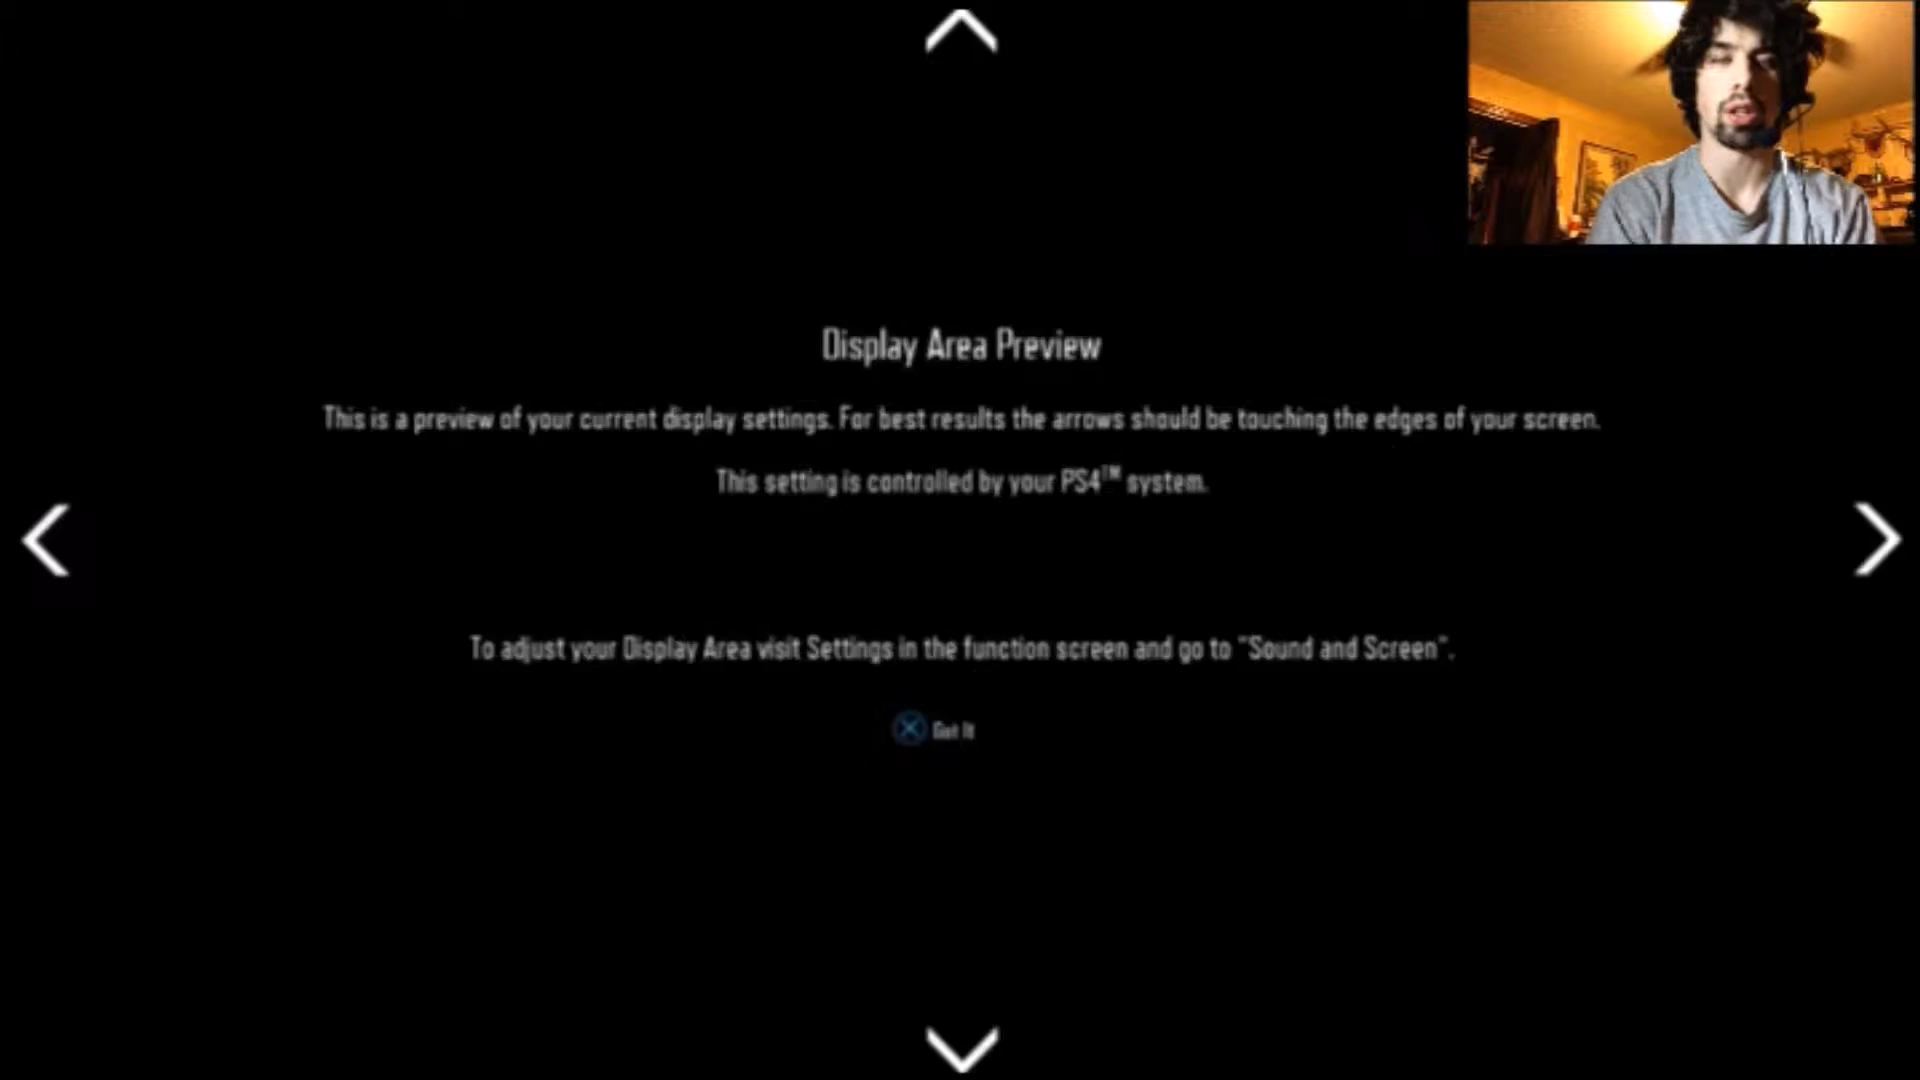 Display Area Preview
This is a preview of your current display settings. For best results the arrows should be touching the edges of your screen.
This setting is controlled by your PS4™ system.
To adjust your Display Area visit Settings in the function screen and go to "Sound and Screen".
Got It